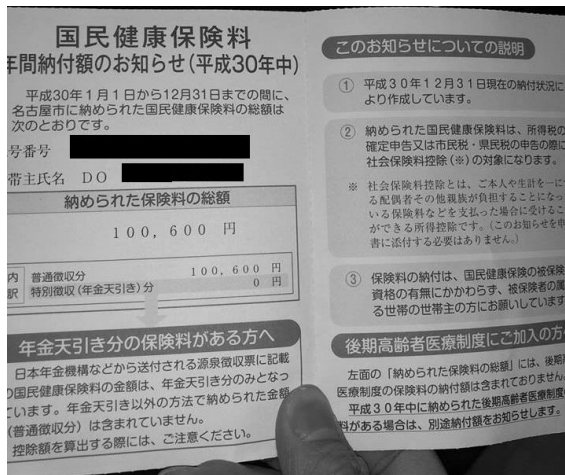 国民健康保険料
年間納付額のお知らせ(平成30年中)
平成30年1月1日から12月31日までの間に、
名古屋市に納められた国民健康保険料の総額は
次のとおりです。
号番号
帯主氏名 DO
納められた保険料の総額
100,600 円
内訳
普通徴収分 100,600 円
特別徴収(年金天引き)分 0 円
年金天引き分の保険料がある方へ
日本年金機構などから送付される源泉徴収票に記載
の国民健康保険料の金額は、年金天引き分のみとなっ
ています。年金天引き以外の方法で納められた金額
(普通徴収分)は含まれていません。
控除額を算出する際には、ご注意ください。
このお知らせについての説明
① 平成30年12月31日現在の納付状況に
より作成しています。
② 納められた国民健康保険料は、所得税の
確定申告又は市民税・県民税の申告の際に
社会保険料控除(※)の対象になります。
※ 社会保険料控除とは、ご本人や生計を一に
る配偶者その他親族が負担することになっ
いる保険料などを支払った場合に受けるこ
ができる所得控除です。(このお知らせを申
書に添付する必要はありません。)
③ 保険料の納付は、国民健康保険の被保険
資格の有無にかかわらず、被保険者の属
る世帯の世帯主の方にお願いしています
後期高齢者医療制度にご加入の方
左面の「納められた保険料の総額」には、後期
医療制度の保険料の納付額は含まれておりません。
平成30年中に納められた後期高齢者医療制度
料がある場合は、別途納付額をお知らせします。